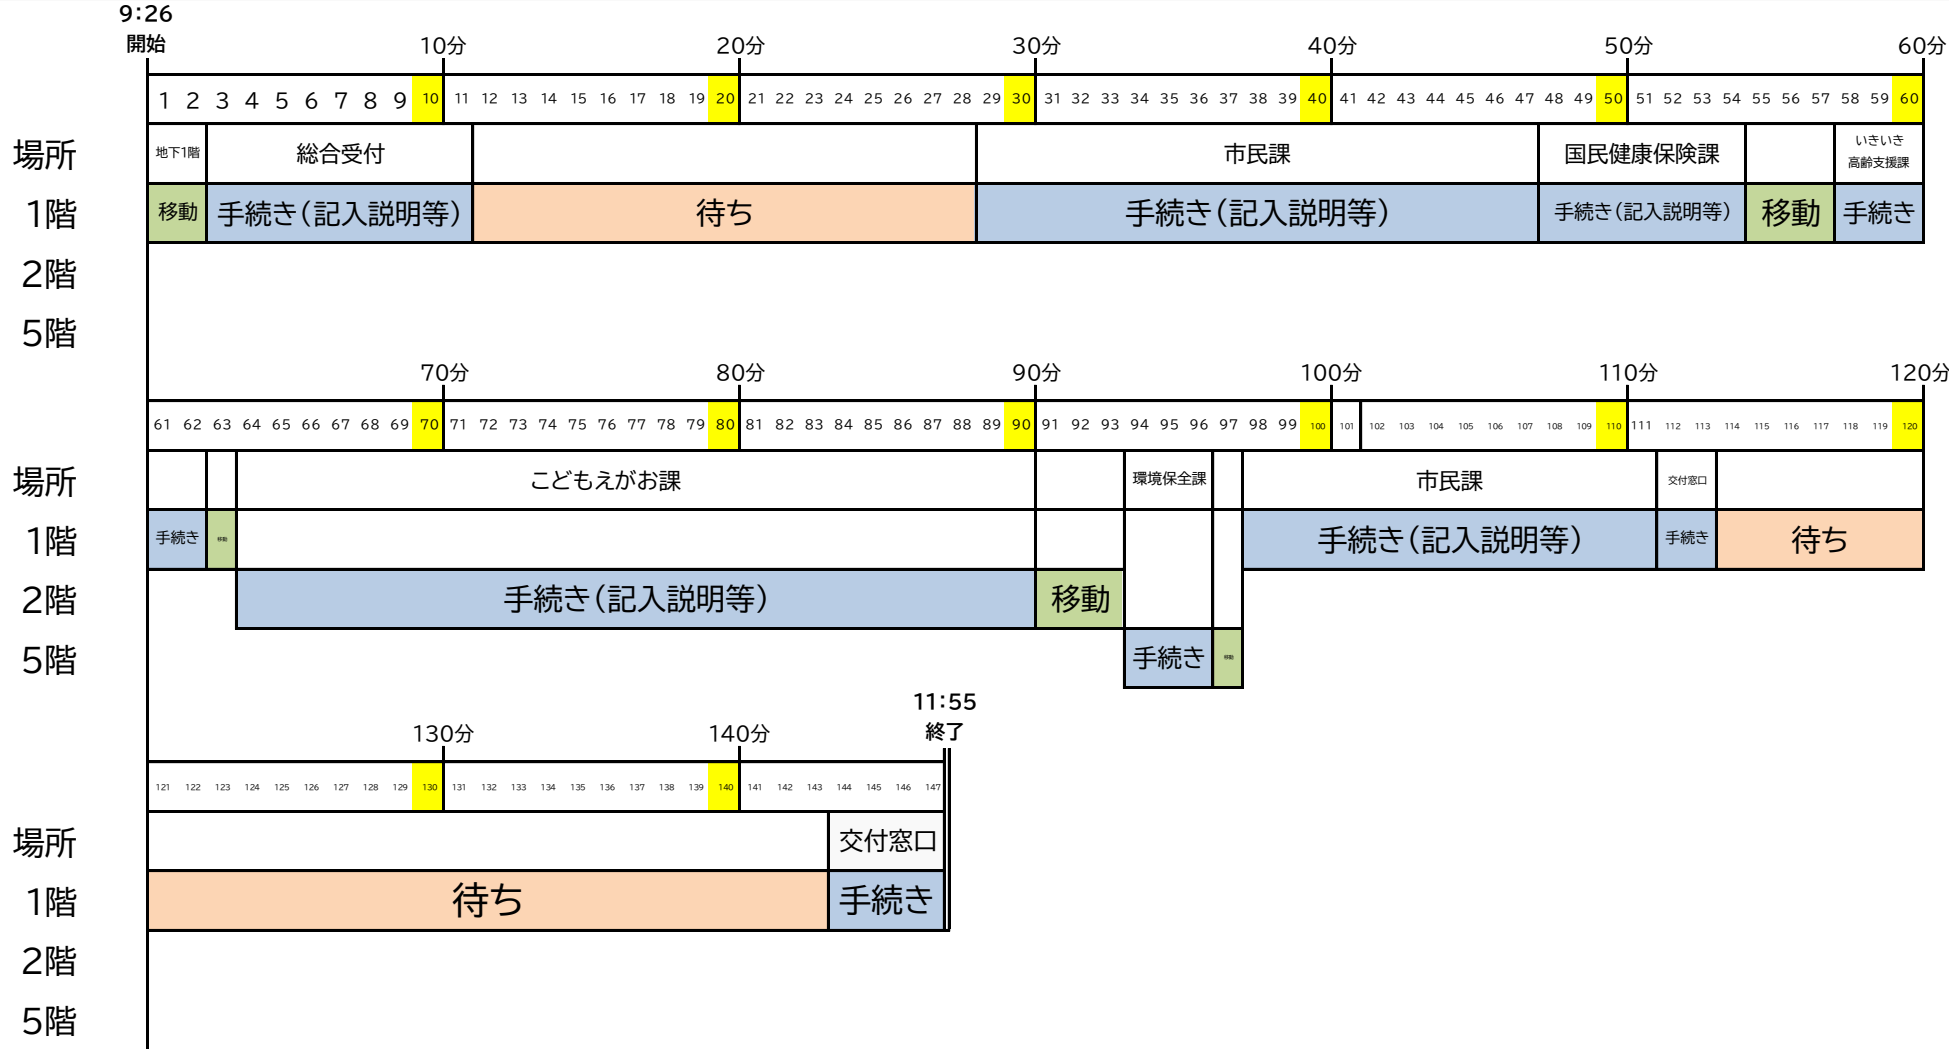 9:26
開始
10分 20分 30分 40分 50分 60分
1 2 3 4 5 6 7 8 9 10 11 12 13 14 15 16 17 18 19 20 21 22 23 24 25 26 27 28 29 30 31 32 33 34 35 36 37 38 39 40 41 42 43 44 45 46 47 48 49 50 51 52 53 54 55 56 57 58 59 60
場所 地下1階 総合受付 市民課 国民健康保険課 いきいき
高齢支援課
1階 移動 手続き(記入説明等) 待ち 手続き(記入説明等) 手続き(記入説明等) 移動 手続き
2階
5階
70分 80分 90分 100分 110分 120分
61 62 63 64 65 66 67 68 69 70 71 72 73 74 75 76 77 78 79 80 81 82 83 84 85 86 87 88 89 90 91 92 93 94 95 96 97 98 99 100 101 102 103 104 105 106 107 108 109 110 111 112 113 114 115 116 117 118 119 120
場所 こどもえがお課 環境保全課 市民課 交付窓口
1階 手続き 移動 手続き(記入説明等) 手続き 待ち
2階 手続き(記入説明等) 移動
5階 手続き 移動
11:55
終了
130分 140分
121 122 123 124 125 126 127 128 129 130 131 132 133 134 135 136 137 138 139 140 141 142 143 144 145 146 147
場所 交付窓口
1階 待ち 手続き
2階
5階